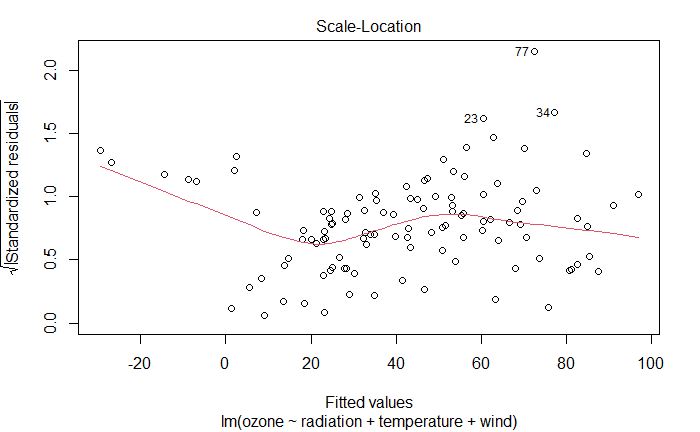 Scale-Location
√|Standardized residuals|
2.0
1.5
1.0
0.5
0.0
77
34
23
-20 0 20 40 60 80 100
Fitted values
lm(ozone ~ radiation + temperature + wind)